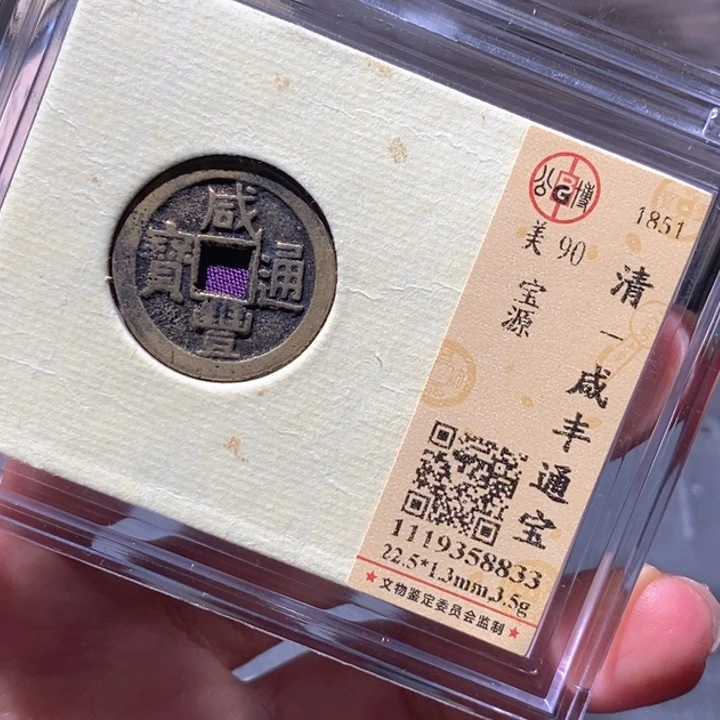 咸豐通寶
公博
G
1851
美 90
宝源
清一咸丰通宝
1119358833
22.5*1.3mm,3.5g
★文物鉴定委员会监制★